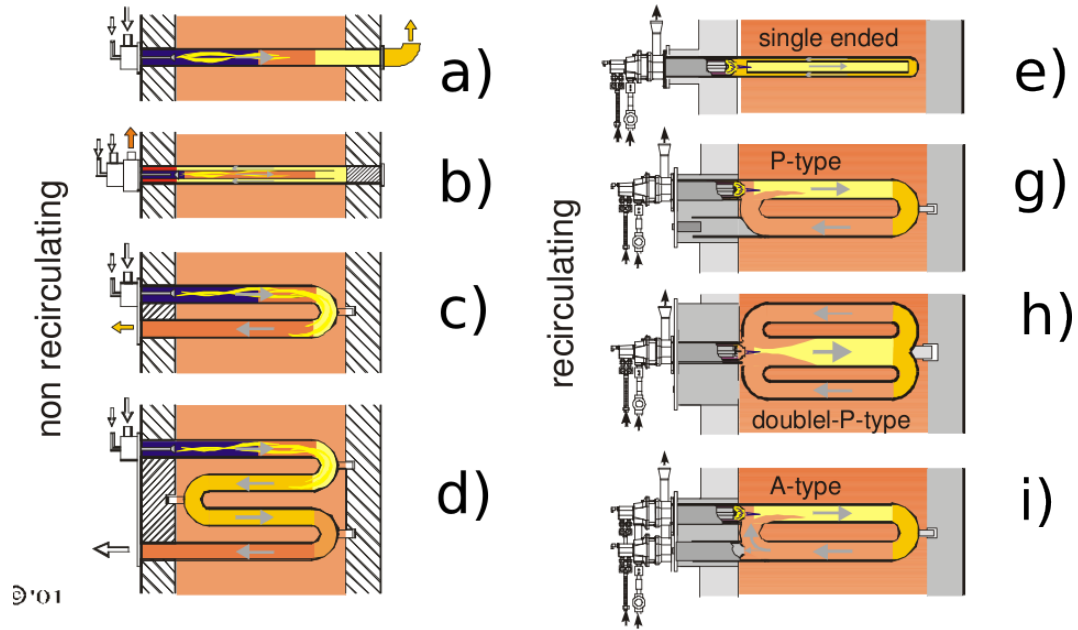 non recirculating
a)
b)
c)
d)
©'01
recirculating
single ended
e)
P-type
g)
h)
doublel-P-type
A-type
i)